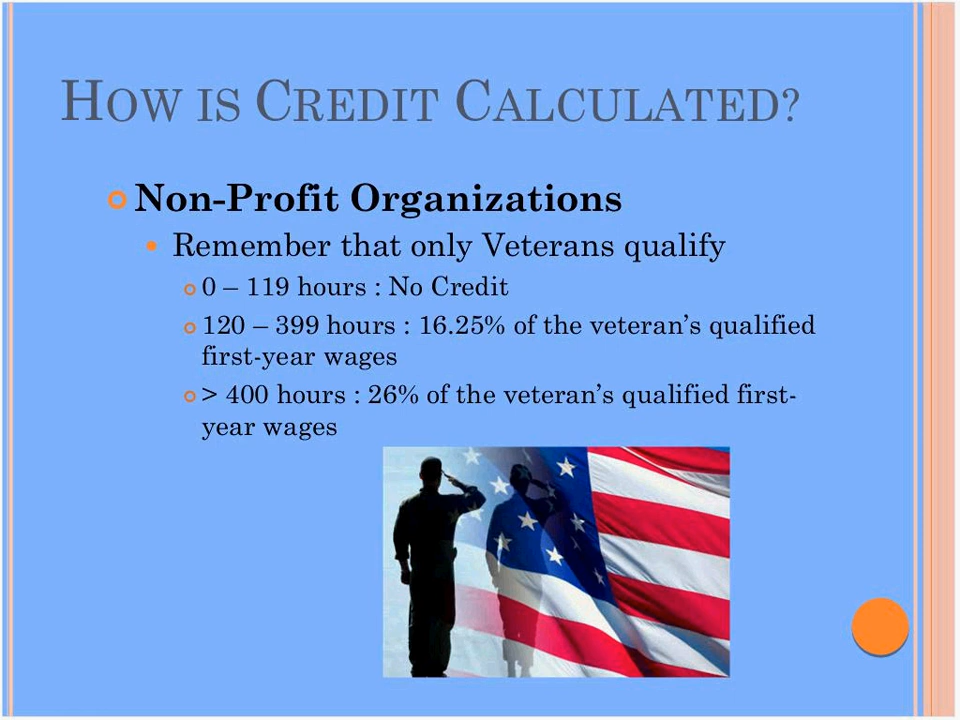 HOW IS CREDIT CALCULATED?
Non-Profit Organizations
Remember that only Veterans qualify
0 – 119 hours : No Credit
120 – 399 hours : 16.25% of the veteran's qualified
first-year wages
> 400 hours : 26% of the veteran's qualified first-
year wages